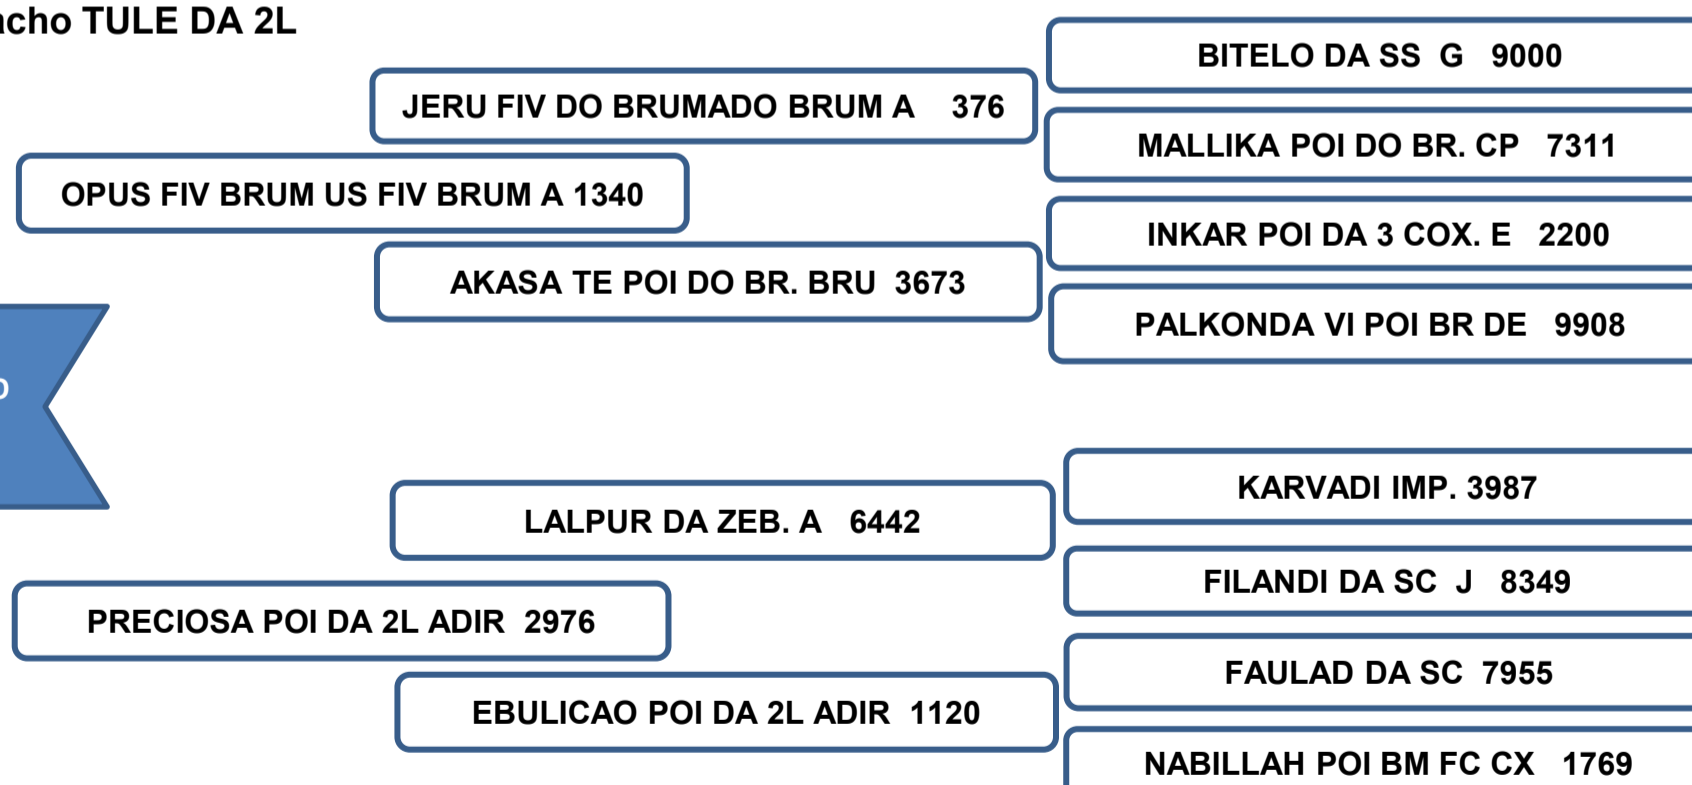 acho TULE DA 2L
BITELO DA SS G 9000
JERU FIV DO BRUMADO BRUM A 376
MALLIKA POI DO BR. CP 7311
OPUS FIV BRUM US FIV BRUM A 1340
INKAR POI DA 3 COX. E 2200
AKASA TE POI DO BR. BRU 3673
PALKONDA VI POI BR DE 9908
o
KARVADI IMP. 3987
LALPUR DA ZEB. A 6442
FILANDI DA SC J 8349
PRECIOSA POI DA 2L ADIR 2976
FAULAD DA SC 7955
EBULICAO POI DA 2L ADIR 1120
NABILLAH POI BM FC CX 1769